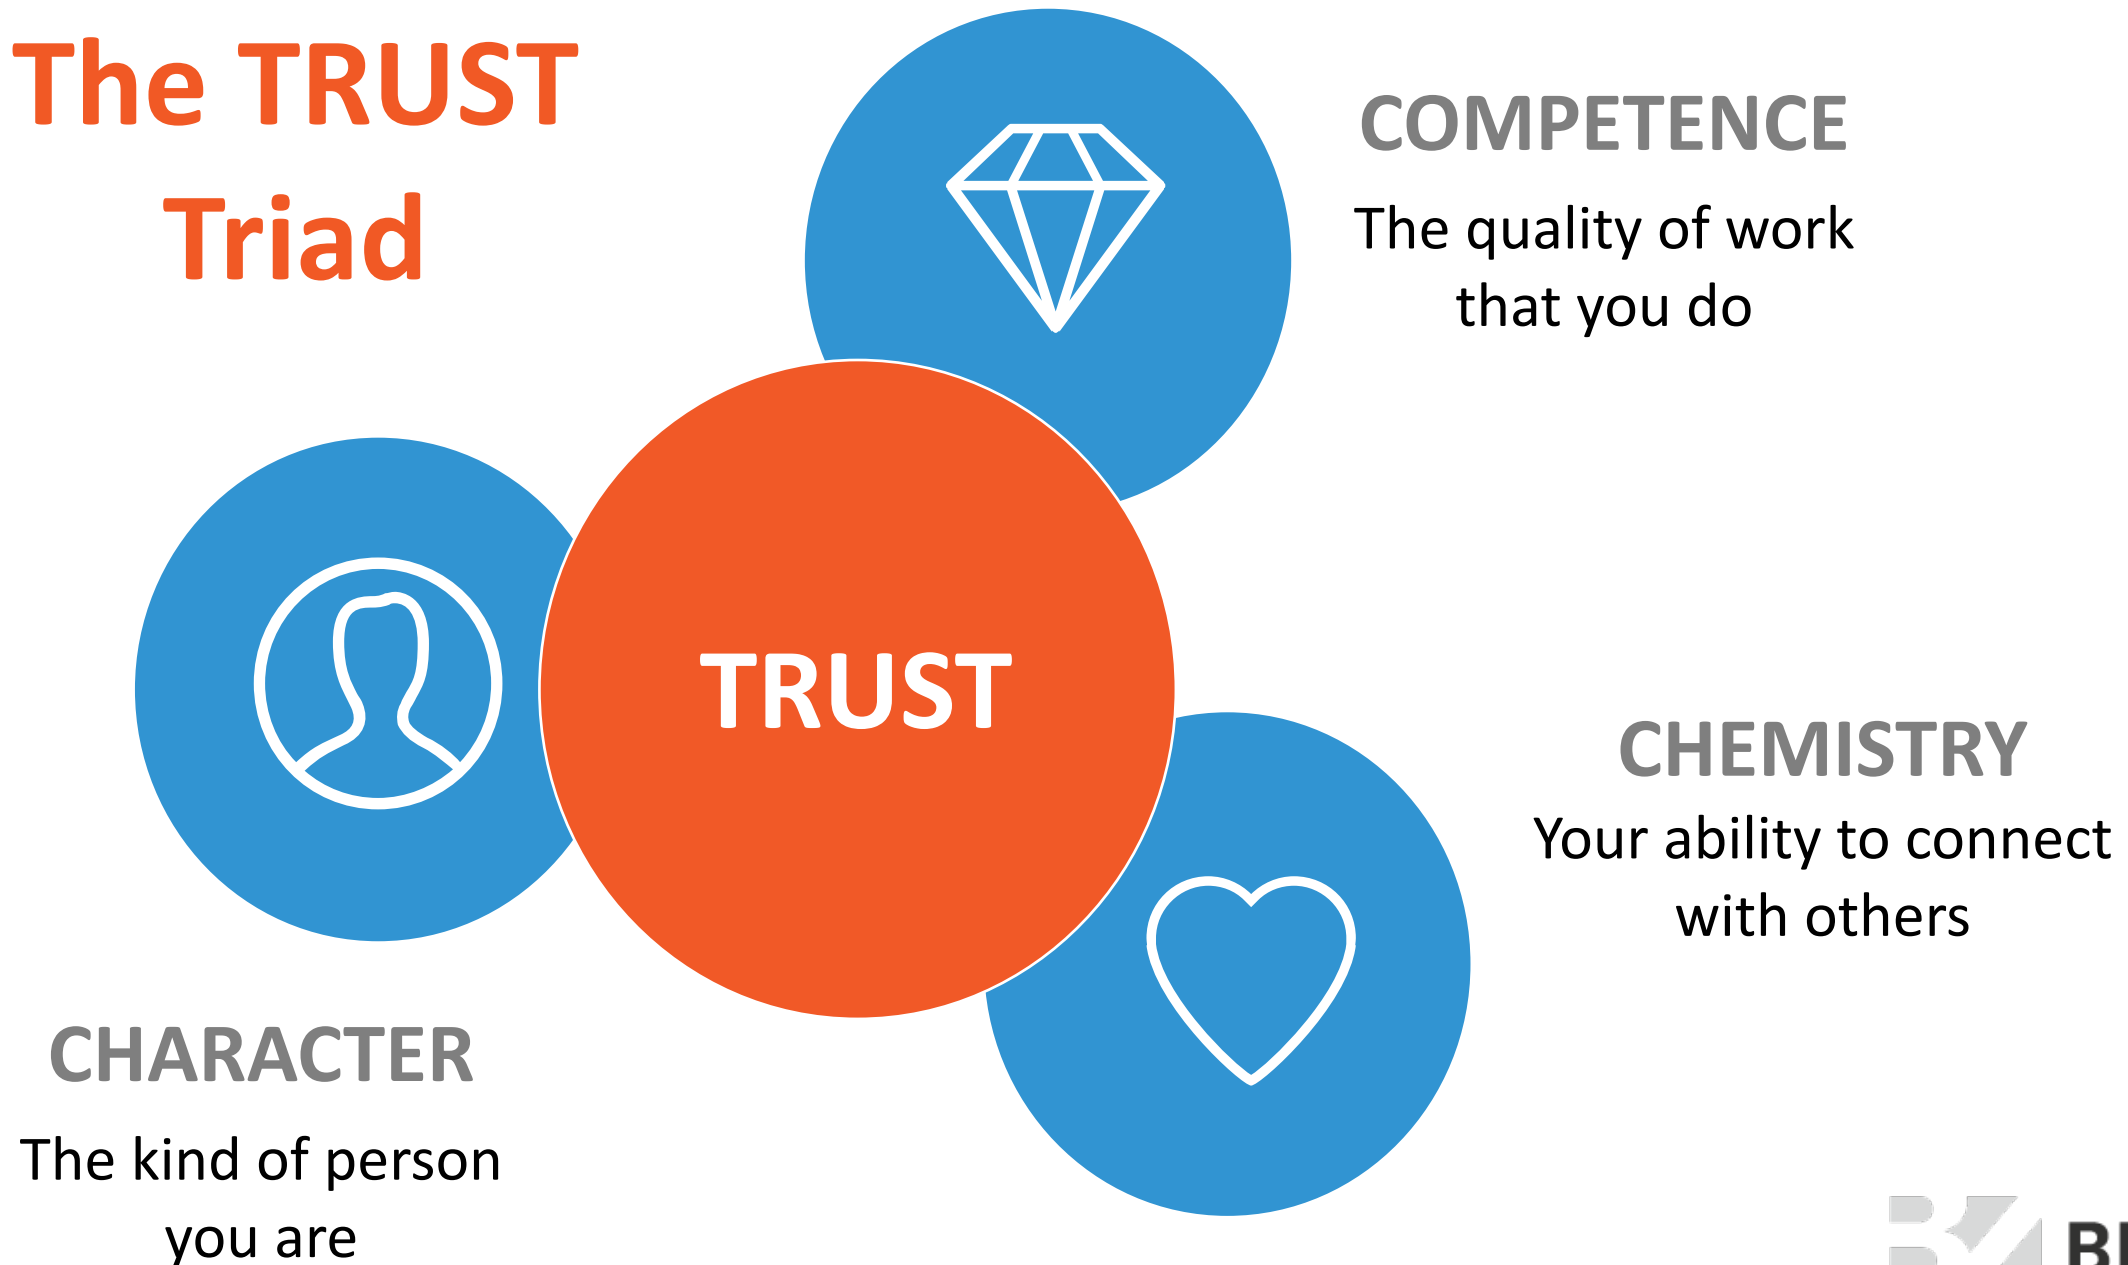 The TRUST
Triad
COMPETENCE
The quality of work
that you do
TRUST
CHEMISTRY
Your ability to connect
with others
CHARACTER
The kind of person
you are